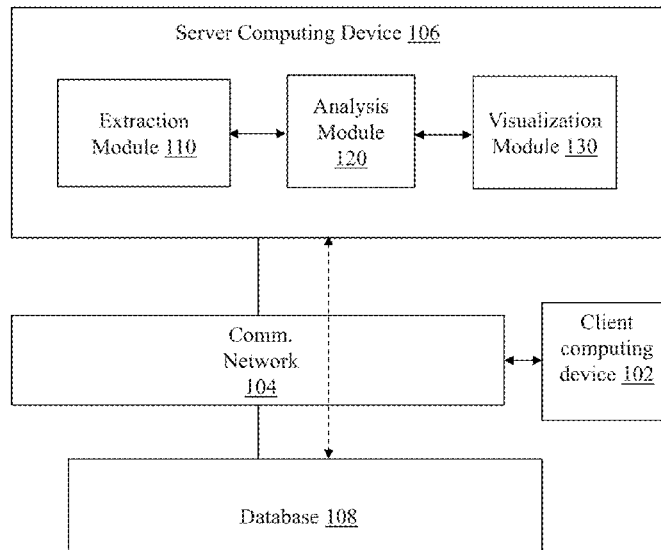 Server Computing Device 106
Extraction
Module 110
Analysis
Module
120
Visualization
Module 130
Comm.
Network
104
Client
computing
device 102
Database 108